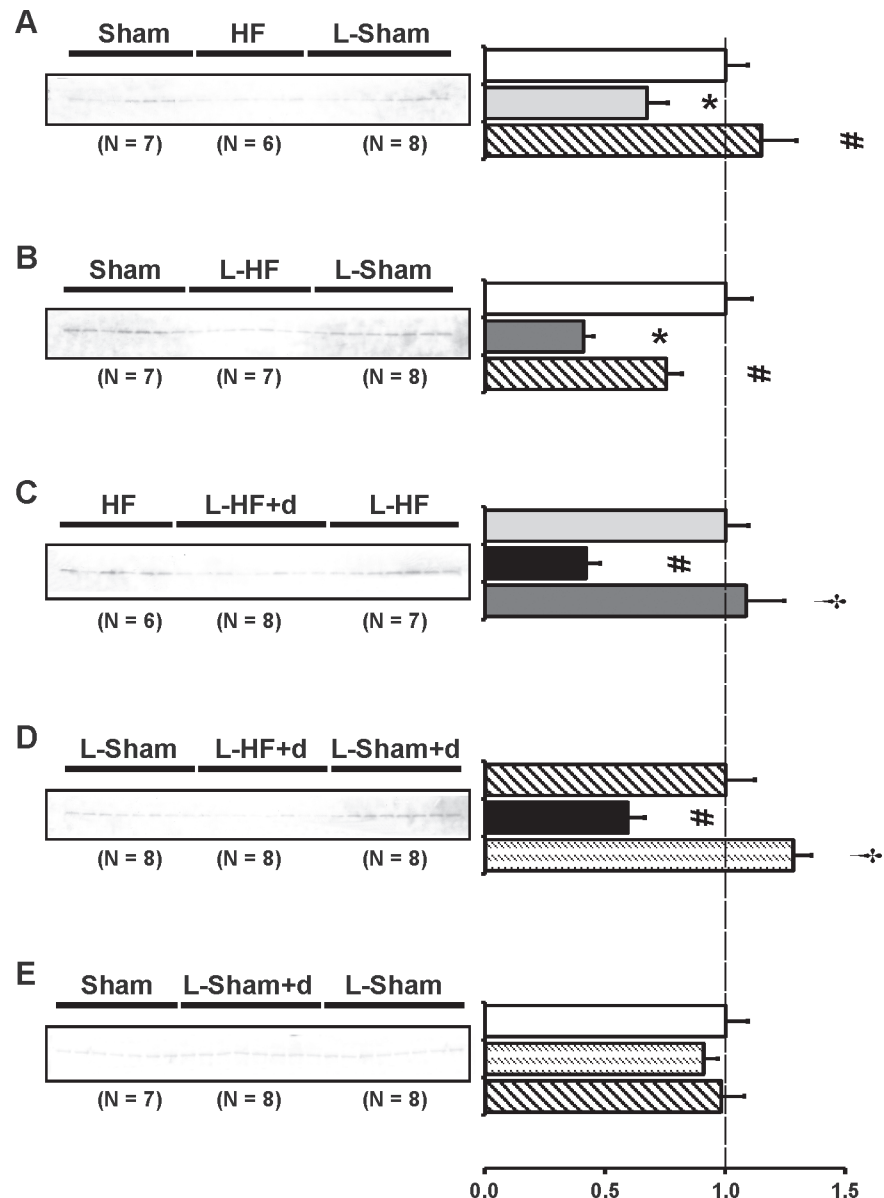 A
Sham HF L-Sham
(N = 7) (N = 6) (N = 8)
*
#
B
Sham L-HF L-Sham
(N = 7) (N = 7) (N = 8)
*
#
C
HF L-HF+d L-HF
(N = 6) (N = 8) (N = 7)
#
D
L-Sham L-HF+d L-Sham+d
(N = 8) (N = 8) (N = 8)
#
E
Sham L-Sham+d L-Sham
(N = 7) (N = 8) (N = 8)
0.0 0.5 1.0 1.5